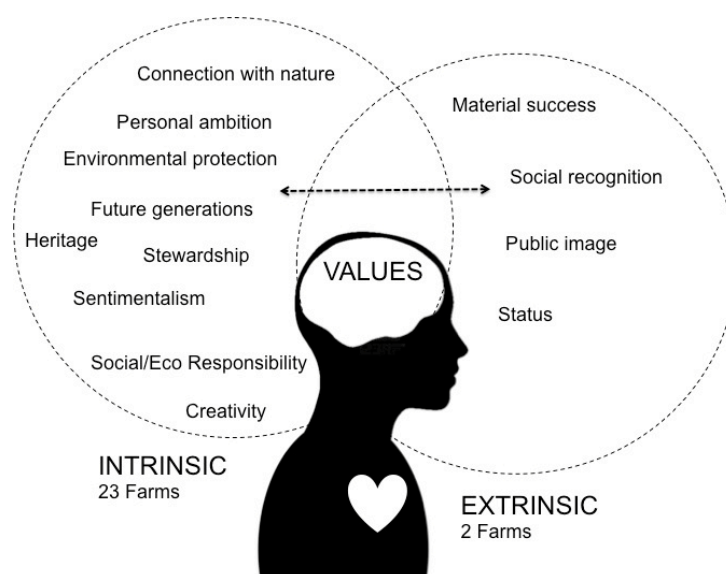 Connection with nature
Personal ambition
Environmental protection
Future generations
Heritage
Stewardship
Sentimentalism
Social/Eco Responsibility
Creativity
INTRINSIC
23 Farms
VALUES
Material success
Social recognition
Public image
Status
EXTRINSIC
2 Farms